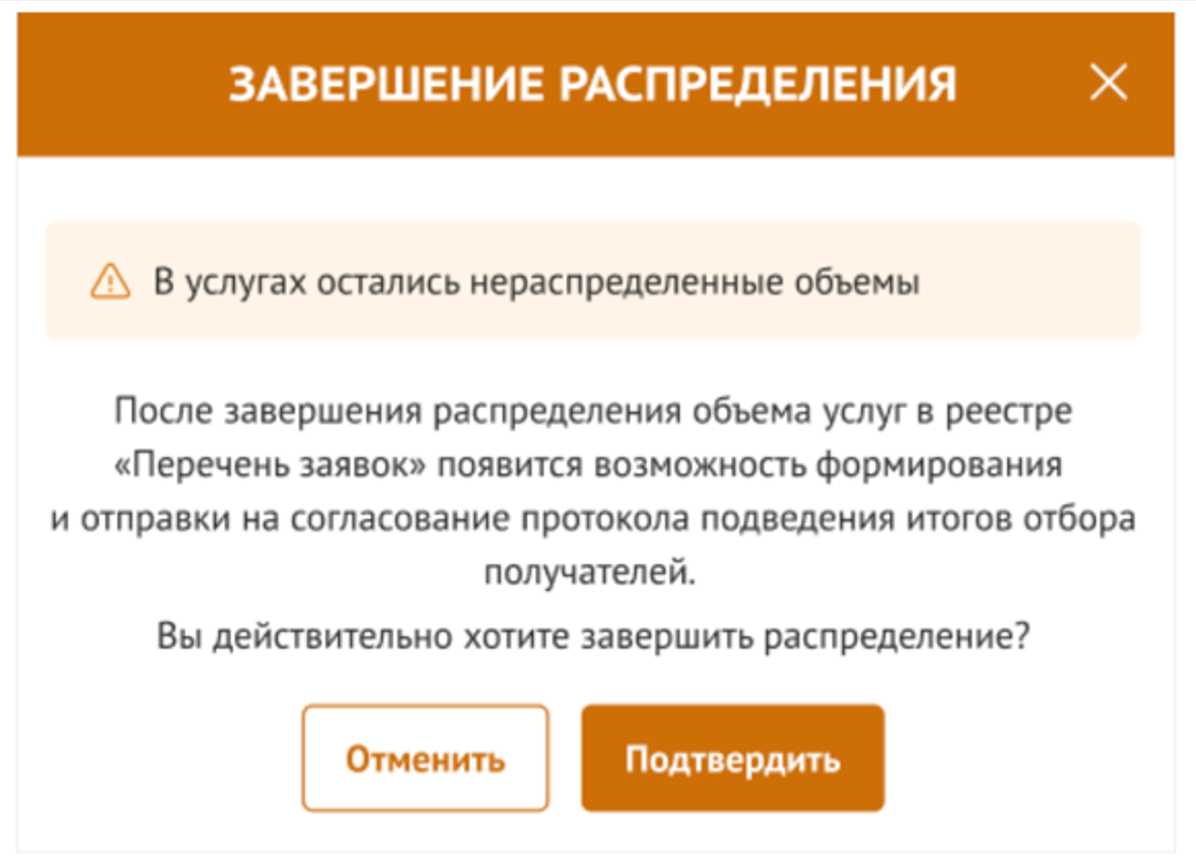 ЗАВЕРШЕНИЕ РАСПРЕДЕЛЕНИЯ
В услугах остались нераспределенные объемы
После завершения распределения объема услуг в реестре
«Перечень заявок» появится возможность формирования
и отправки на согласование протокола подведения итогов отбора
получателей.
Вы действительно хотите завершить распределение?
Отменить
Подтвердить